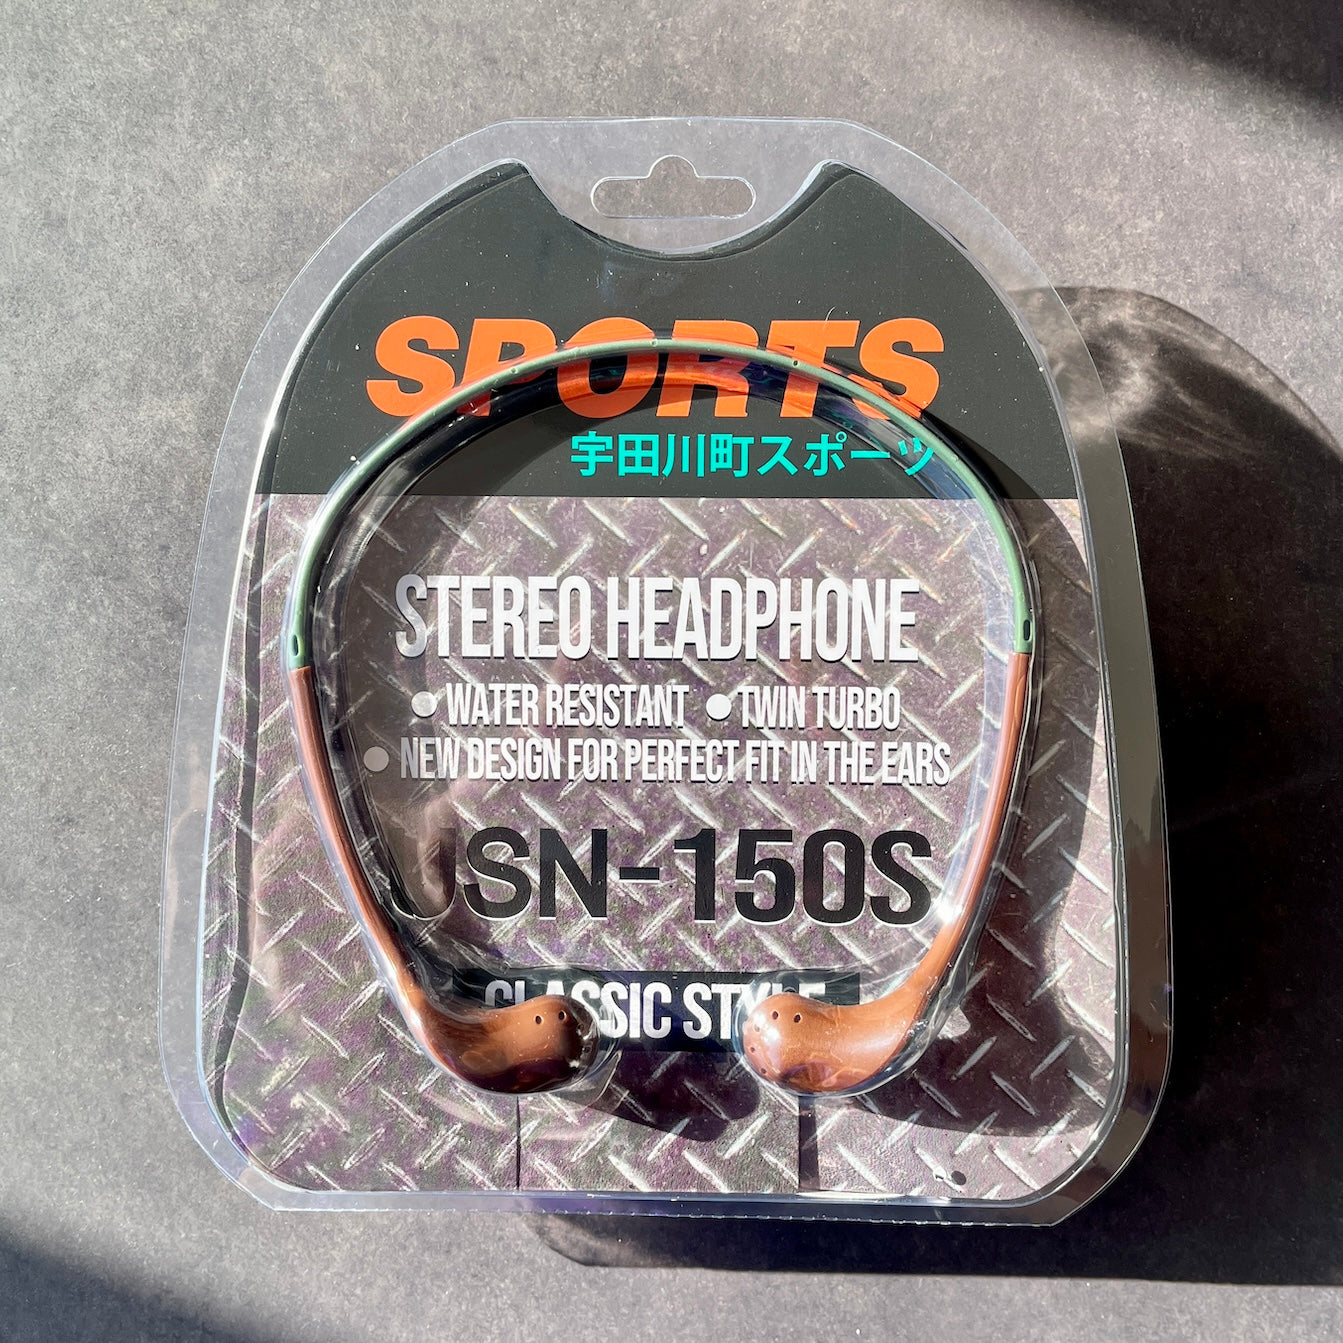 SPORTS
宇田川町スポーツ
STEREO HEADPHONE
● WATER RESISTANT ● TWIN TURBO
● NEW DESIGN FOR PERFECT FIT IN THE EARS
USN-150S
CLASSIC STYLE